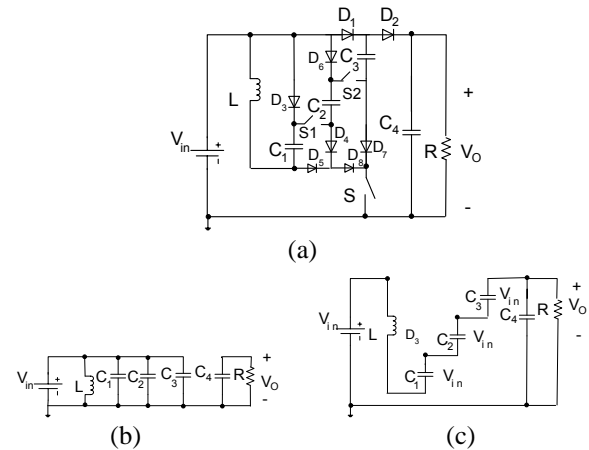 D1 D2
D6 C3
L D3 C2 S2 +
S1 C4
Vin C1 D4 D7 R VO
D5 D8
S -
(a)
C3 Vin +
Vin L D3 C2 Vin C4 R VO
C1 Vin -
Vin L C1 C2 C3 C4 R + VO -
(b) (c)